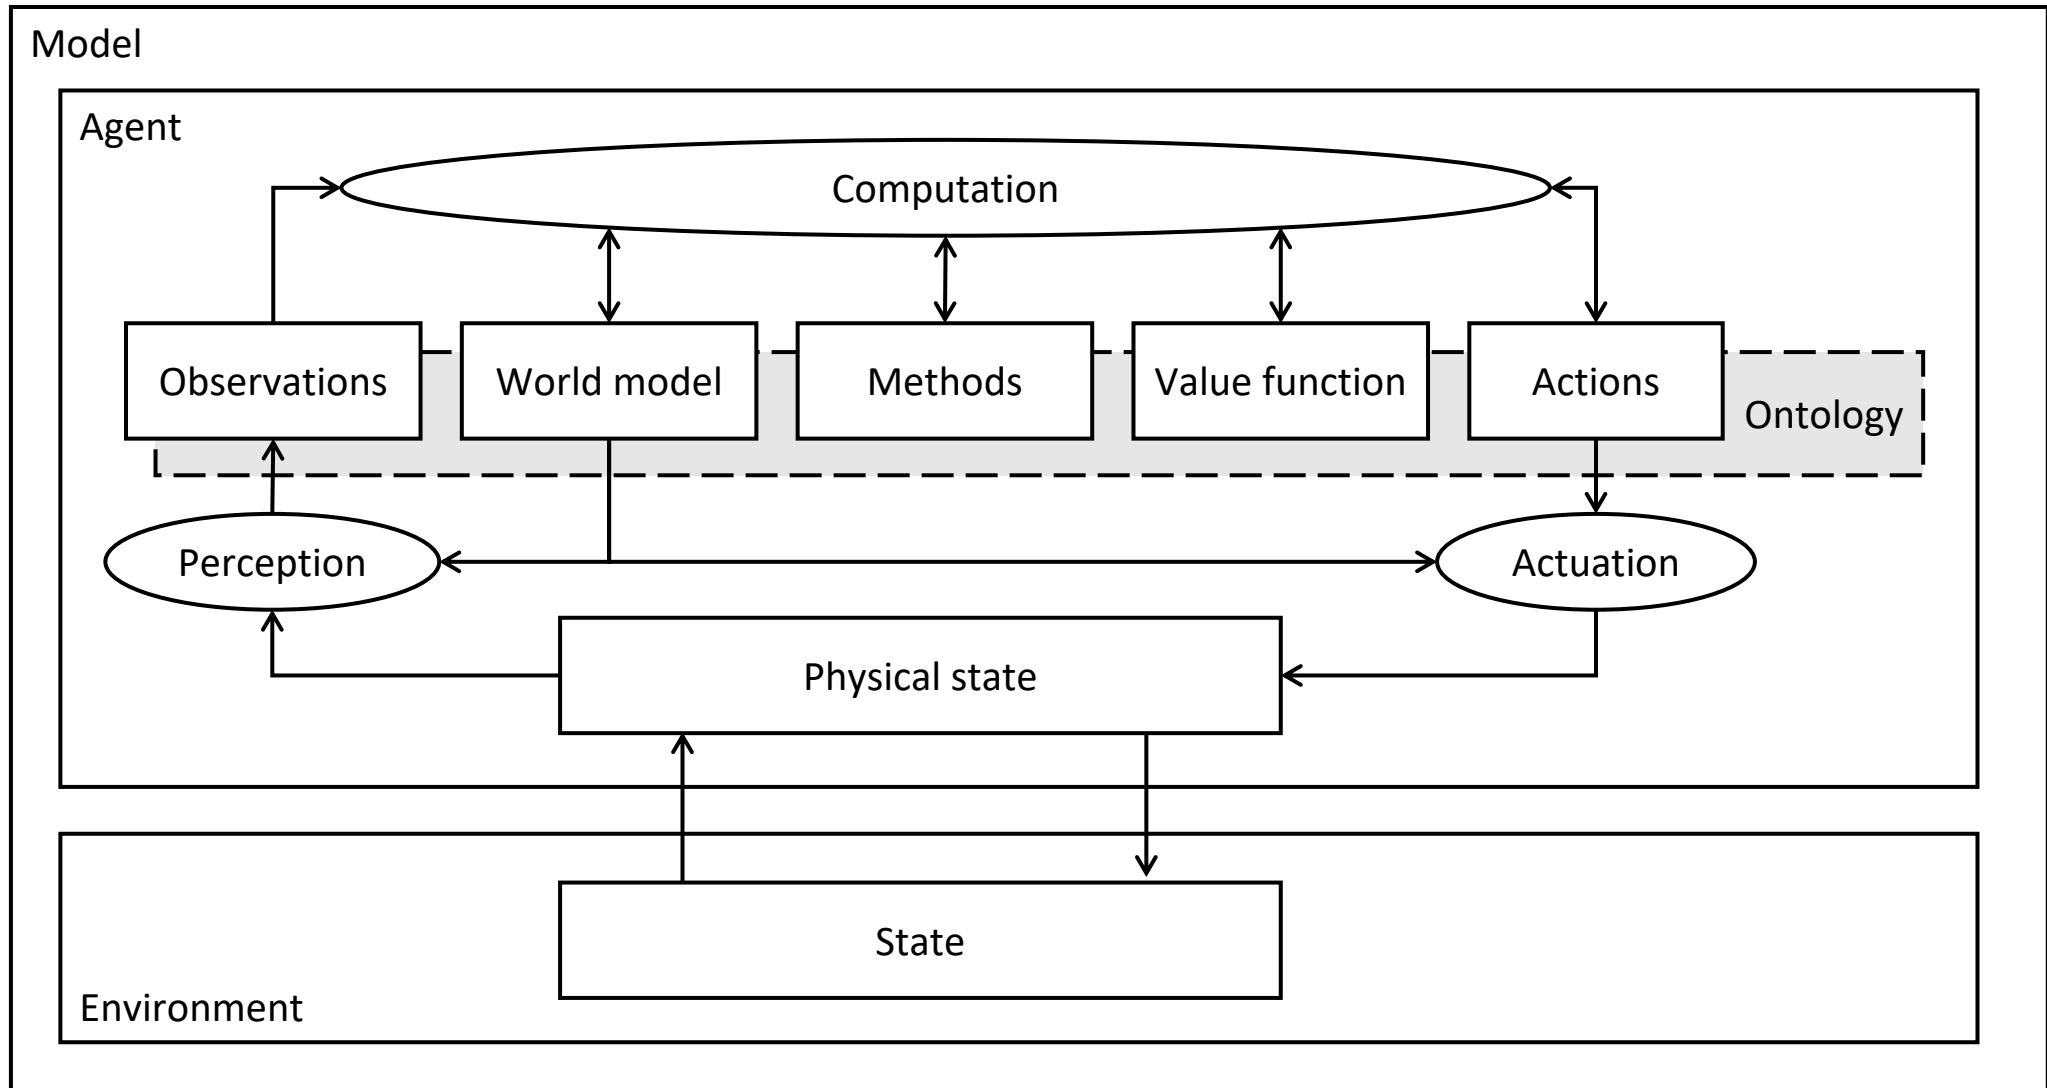 Model
Agent
Computation
Observations
World model
Methods
Value function
Actions
Ontology
Perception
Actuation
Physical state
State
Environment